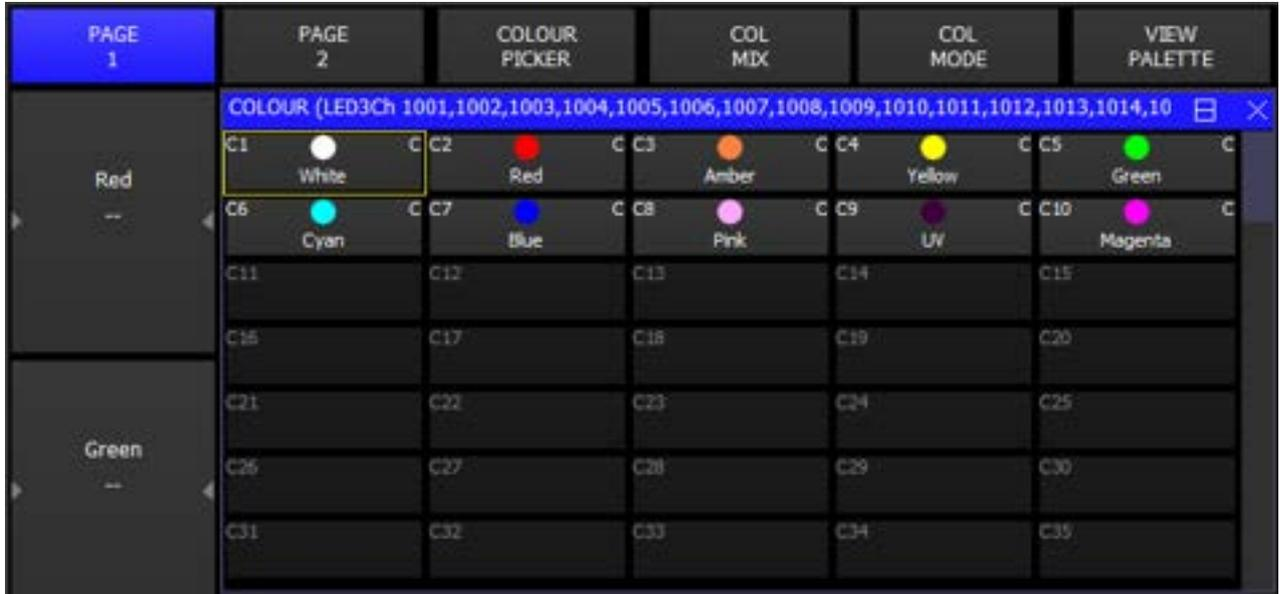 PAGE
1
PAGE
2
COLOUR
PICKER
COL
MIX
COL
MODE
VIEW
PALETTE
COLOUR (LED3Ch 1001,1002,1003,1004,1005,1006,1007,1008,1009,1010,1011,1012,1013,1014,10
Red
--
Green
--
C1 C
White
C2 C
Red
C3 C
Amber
C4 C
Yellow
C5 C
Green
C6 C
Cyan
C7 C
Blue
C8 C
Pink
C9 C
UV
C10 C
Magenta
C11 C12 C13 C14 C15
C16 C17 C18 C19 C20
C21 C22 C23 C24 C25
C26 C27 C28 C29 C30
C31 C32 C33 C34 C35